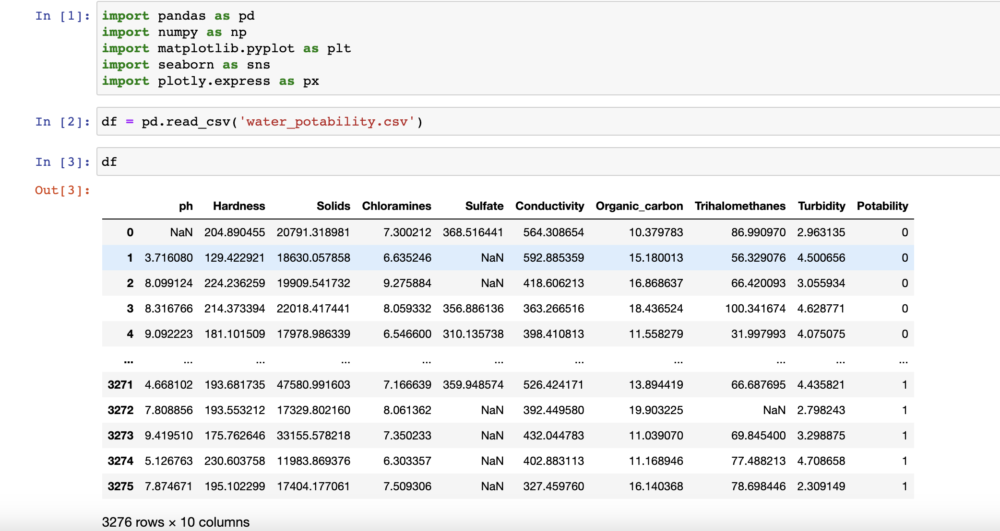 In [1]: import pandas as pd
import numpy as np
import matplotlib.pyplot as plt
import seaborn as sns
import plotly.express as px
In [2]: df = pd.read_csv('water_potability.csv')
In [3]: df
Out[3]:
ph Hardness Solids Chloramines Sulfate Conductivity Organic_carbon Trihalomethanes Turbidity Potability
0 NaN 204.890455 20791.318981 7.300212 368.516441 564.308654 10.379783 86.990970 2.963135 0
1 3.716080 129.422921 18630.057858 6.635246 NaN 592.885359 15.180013 56.329076 4.500656 0
2 8.099124 224.236259 19909.541732 9.275884 NaN 418.606213 16.868637 66.420093 3.055934 0
3 8.316766 214.373394 22018.417441 8.059332 356.886136 363.266516 18.436524 100.341674 4.628771 0
4 9.092223 181.101509 17978.986339 6.546600 310.135738 398.410813 11.558279 31.997993 4.075075 0
... ... ... ... ... ... ... ... ... ... ...
3271 4.668102 193.681735 47580.991603 7.166639 359.948574 526.424171 13.894419 66.687695 4.435821 1
3272 7.808856 193.553212 17329.802160 8.061362 NaN 392.449580 19.903225 NaN 2.798243 1
3273 9.419510 175.762646 33155.578218 7.350233 NaN 432.044783 11.039070 69.845400 3.298875 1
3274 5.126763 230.603758 11983.869376 6.303357 NaN 402.883113 11.168946 77.488213 4.708658 1
3275 7.874671 195.102299 17404.177061 7.509306 NaN 327.459760 16.140368 78.698446 2.309149 1
3276 rows × 10 columns